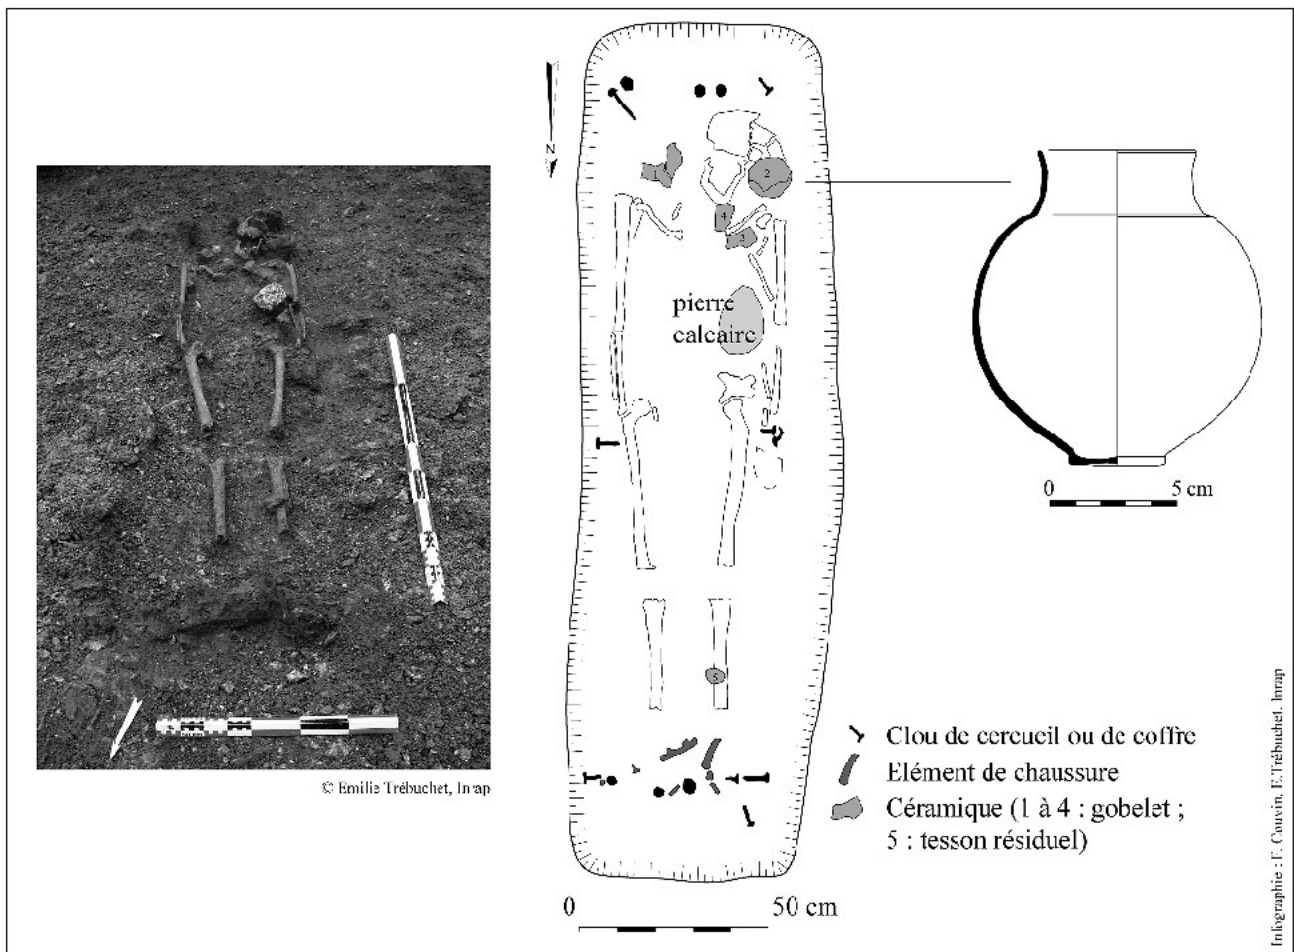 N
1
2
4
3
pierre
calcaire
5
0 5 cm
Clou de cercueil ou de coffre
Elément de chaussure
Céramique (1 à 4 : gobelet ;
5 : tesson résiduel)
© Emilie Trébuchet, Inrap
0 50 cm
Infographie : F. Couvin, E.Trébuchet, Inrap